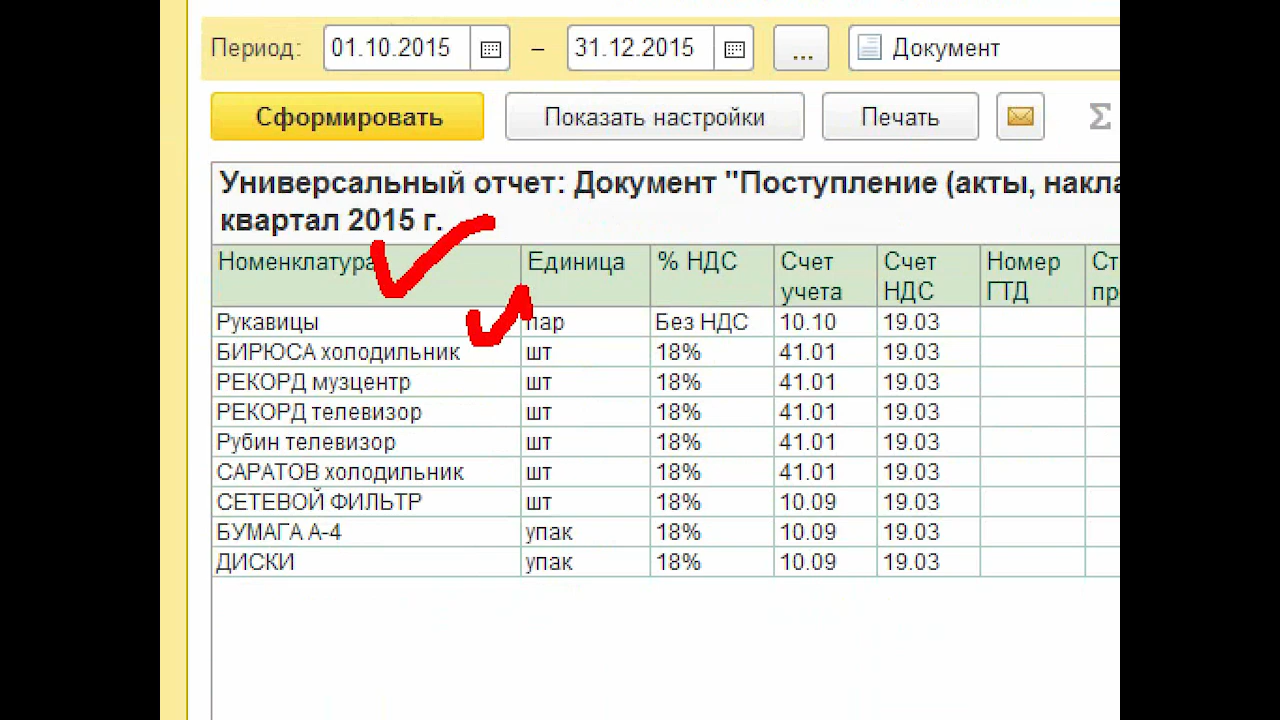 Период: 01.10.2015 – 31.12.2015 ... Документ
Сформировать Показать настройки Печать Σ
Универсальный отчет: Документ "Поступление (акты,
квартал 2015 г.
Номенклатура Единица % НДС Счет учета Счет НДС Номер ГТД
Рукавицы пар Без НДС 10.10 19.03
БИРЮСА холодильник шт 18% 41.01 19.03
РЕКОРД музцентр шт 18% 41.01 19.03
РЕКОРД телевизор шт 18% 41.01 19.03
Рубин телевизор шт 18% 41.01 19.03
САРАТОВ холодильник шт 18% 41.01 19.03
СЕТЕВОЙ ФИЛЬТР шт 18% 10.09 19.03
БУМАГА А-4 упак 18% 10.09 19.03
ДИСКИ упак 18% 10.09 19.03